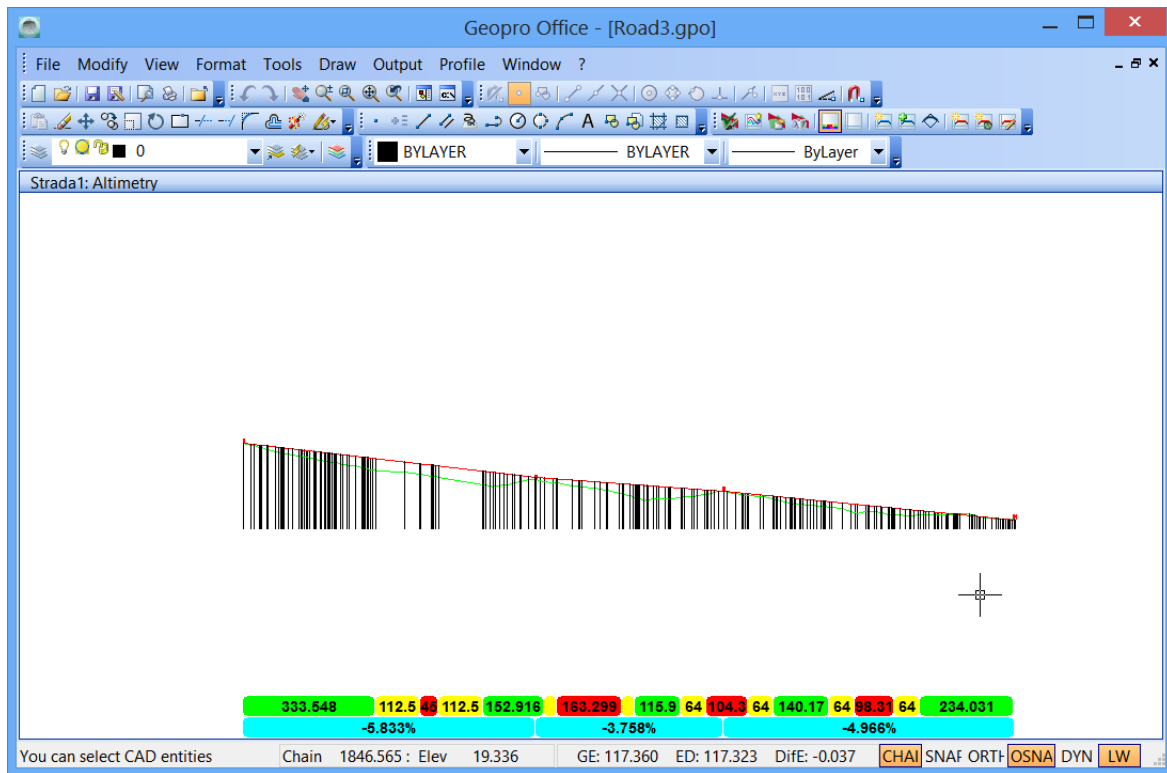 Geopro Office - [Road3.gpo]
File Modify View Format Tools Draw Output Profile Window ?
0 BYLAYER BYLAYER ByLayer
Strada1: Altimetry
333.548 112.5 46 112.5 152.916 163.299 115.9 64 104.3 64 140.17 64 98.31 64 234.031
-5.833% -3.758% -4.966%
You can select CAD entities Chain 1846.565 : Elev 19.336 GE: 117.360 ED: 117.323 DifE: -0.037 CHAI SNAF ORTH OSNA DYN LW